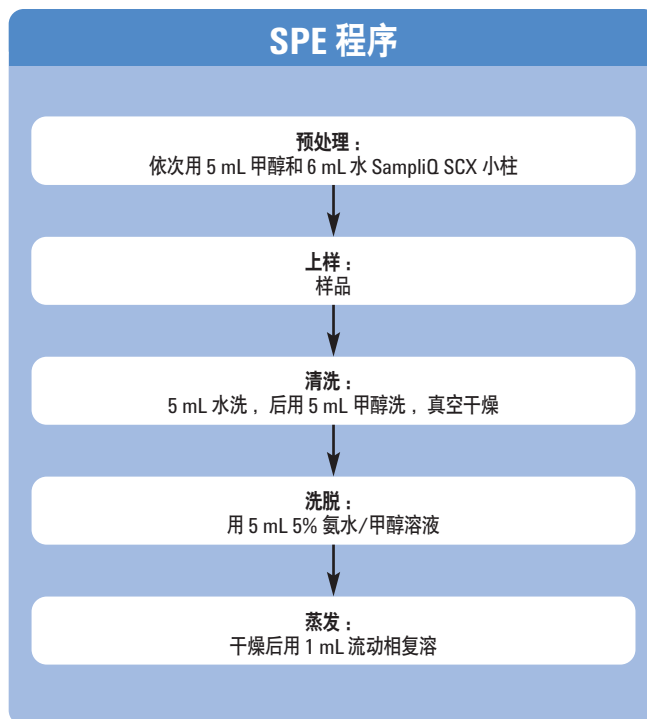 SPE 程序
预处理：
依次用 5 mL 甲醇和 6 mL 水 SampliQ SCX 小柱
上样：
样品
清洗：
5 mL 水洗 ，后用 5 mL 甲醇洗 ，真空干燥
洗脱：
用 5 mL 5% 氨水/甲醇溶液
蒸发：
干燥后用 1 mL 流动相复溶